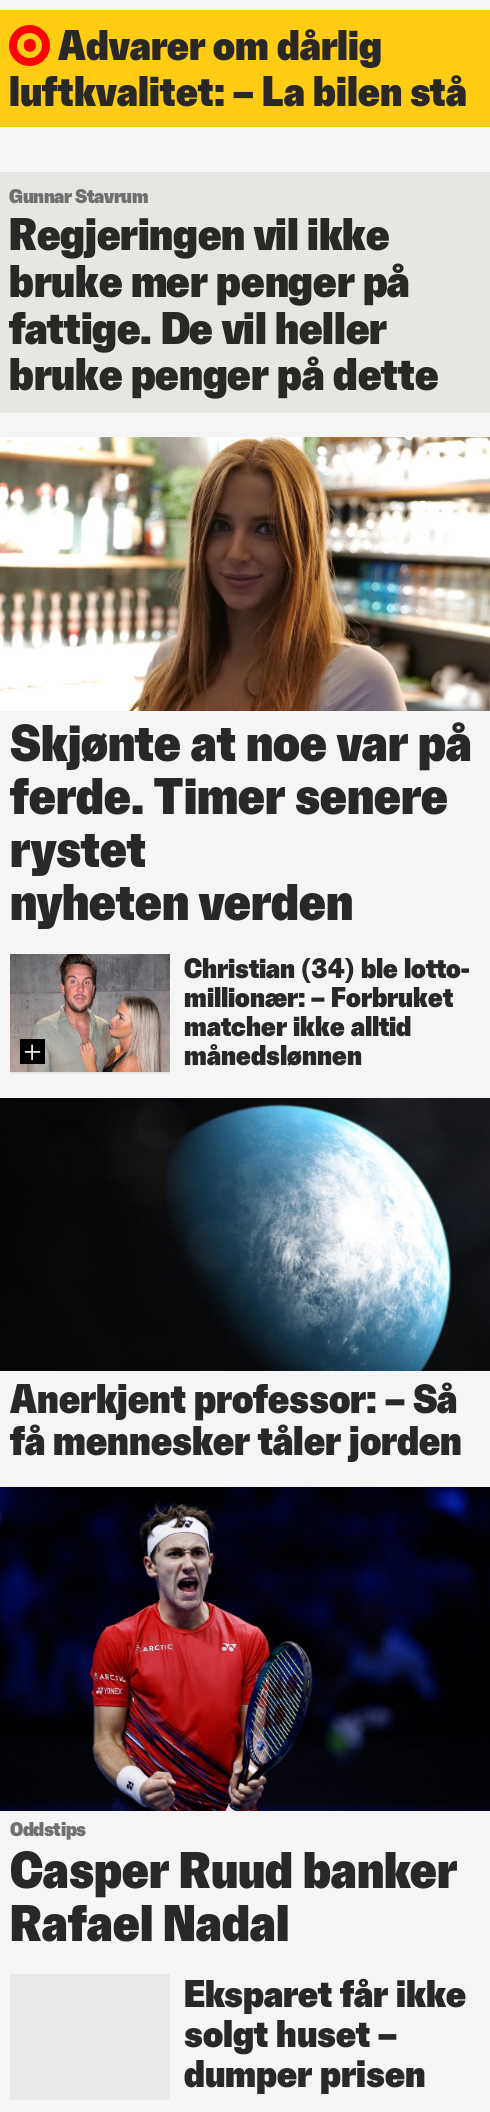 Advarer om dårlig
luftkvalitet: – La bilen stå
Gunnar Stavrum
Regjeringen vil ikke
bruke mer penger på
fattige. De vil heller
bruke penger på dette
Skjønte at noe var på
ferde. Timer senere
rystet
nyheten verden
Christian (34) ble lotto-
millionær: – Forbruket
matcher ikke alltid
månedslønnen
Anerkjent professor: – Så
få mennesker tåler jorden
ARCTIC
ARCTIC
YONEX
Oddstips
Casper Ruud banker
Rafael Nadal
Eksparet får ikke
solgt huset –
dumper prisen